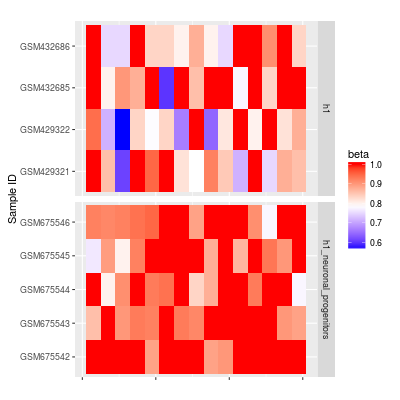 GSM432686
GSM432685
GSM429322
GSM429321
h1
GSM675546
GSM675545
GSM675544
GSM675543
GSM675542
h1_neuronal_progenitors
Sample ID
beta
1.0
0.9
0.8
0.7
0.6